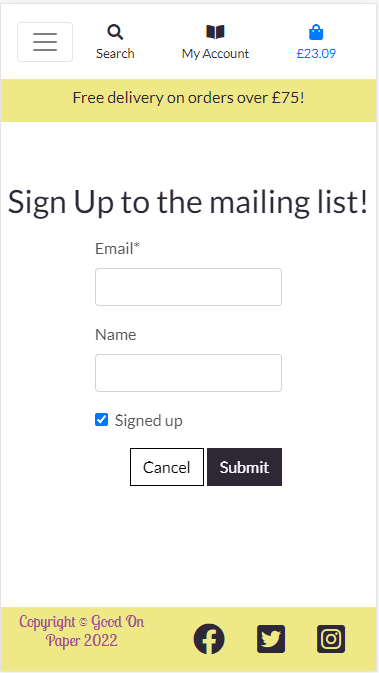 Search
My Account
£23.09
Free delivery on orders over £75!
Sign Up to the mailing list!
Email*
Name
Signed up
Cancel
Submit
Copyright © Good On
Paper 2022